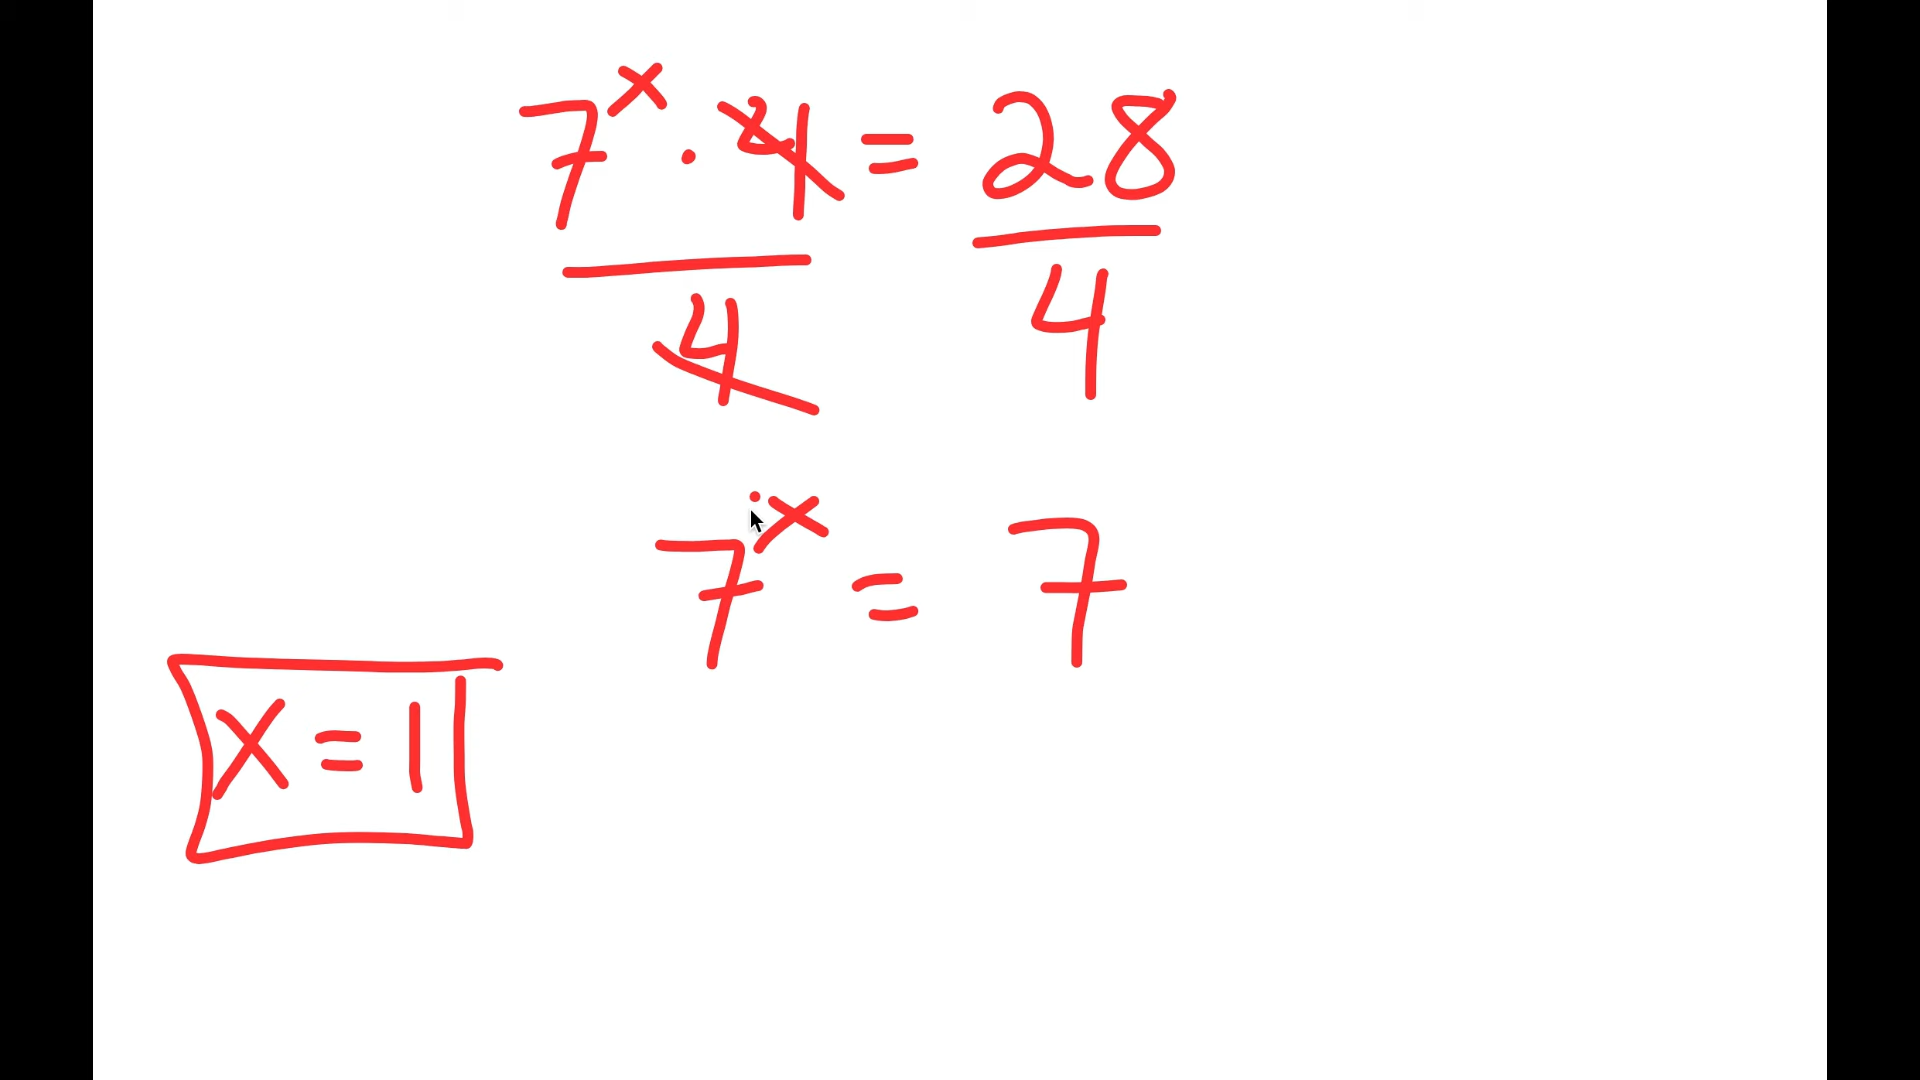 7^x · 4 = 28
4 4
7^x = 7
x = 1